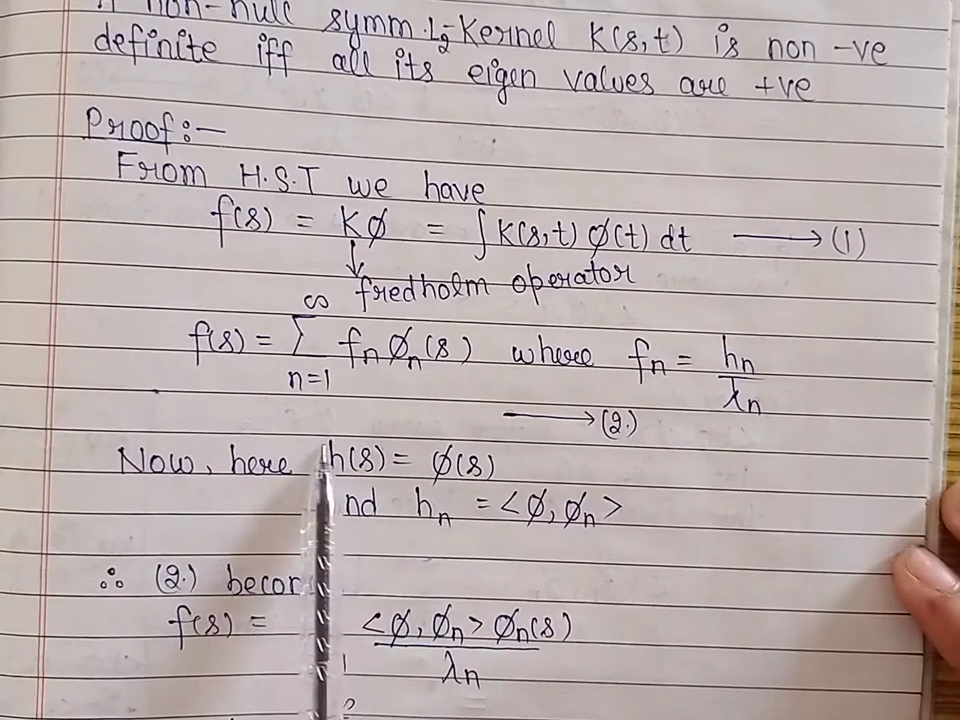 non-null symm. L₂-Kernel K(s,t) is non -ve
definite iff all its eigen values are +ve
Proof:-
From H.S.T we have
f(s) = Kϕ = ∫ K(s,t) ϕ(t) dt ⟶ (1)
↓ fredholm operator
f(s) = ∑_{n=1}^{∞} fₙ ϕₙ(s) where fₙ = hₙ/λₙ
⟶ (2.)
Now, here h(s) = ϕ(s)
nd hₙ = <ϕ, ϕₙ>
∴ (2.) becor
f(s) = <ϕ, ϕₙ> ϕₙ(s)/λₙ